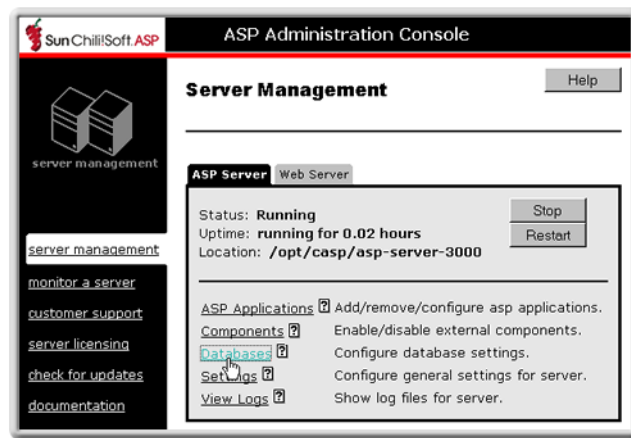 SunChili!Soft.ASP
ASP Administration Console
server management
Server Management
Help
ASP Server
Web Server
Status: Running
Stop
Uptime: running for 0.02 hours
Restart
Location: /opt/casp/asp-server-3000
server management
monitor a server
customer support
server licensing
check for updates
documentation
ASP Applications ? Add/remove/configure asp applications.
Components ? Enable/disable external components.
Databases ? Configure database settings.
Settings ? Configure general settings for server.
View Logs ? Show log files for server.